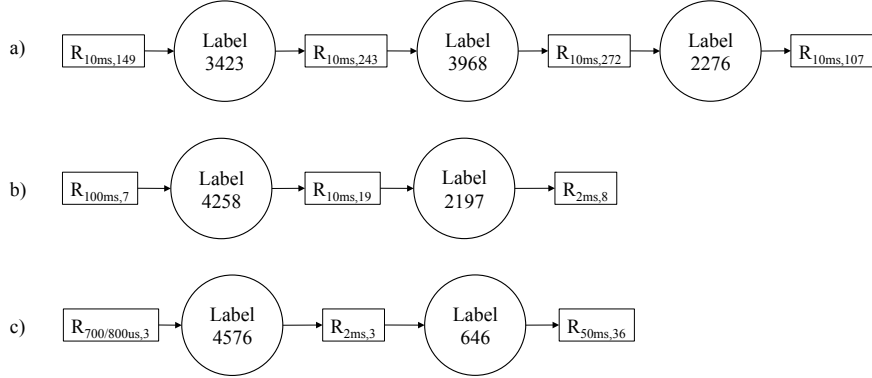 a)
R10ms,149
Label
3423
R10ms,243
Label
3968
R10ms,272
Label
2276
R10ms,107
b)
R100ms,7
Label
4258
R10ms,19
Label
2197
R2ms,8
c)
R700/800us,3
Label
4576
R2ms,3
Label
646
R50ms,36